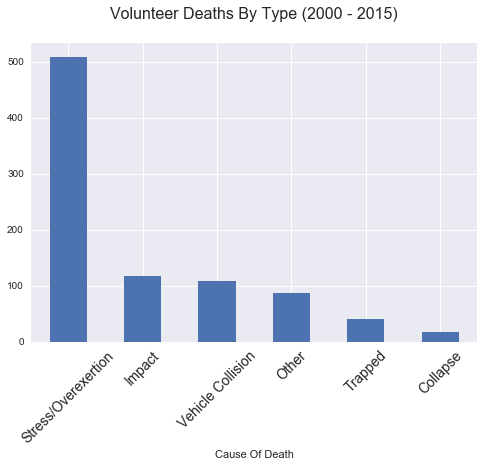 Volunteer Deaths By Type (2000 - 2015)
500
400
300
200
100
0
Stress/Overexertion
Impact
Vehicle Collision
Other
Trapped
Collapse
Cause Of Death